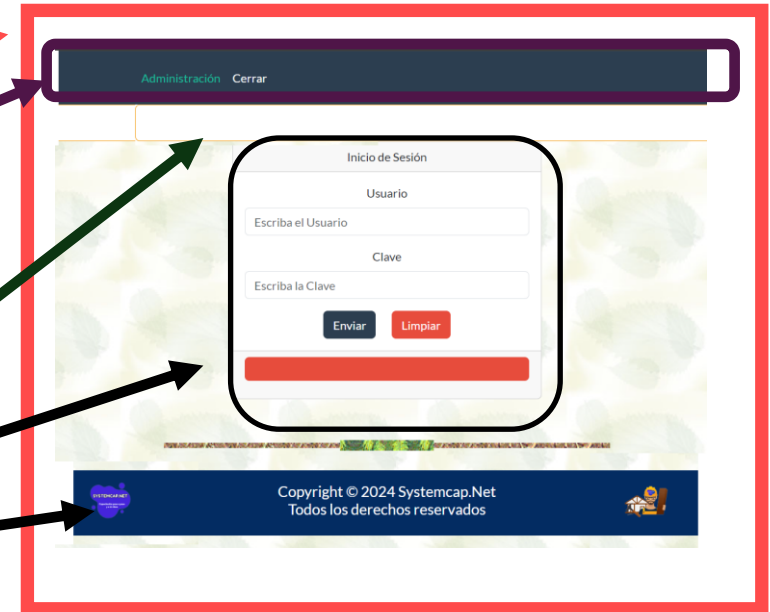 Administración Cerrar
Inicio de Sesión
Usuario
Escriba el Usuario
Clave
Escriba la Clave
Enviar Limpiar
SYSTEMCAP.NET
Copyright © 2024 Systemcap.Net
Todos los derechos reservados